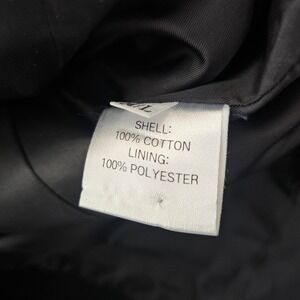 SHELL:
100% COTTON
LINING:
100% POLYESTER